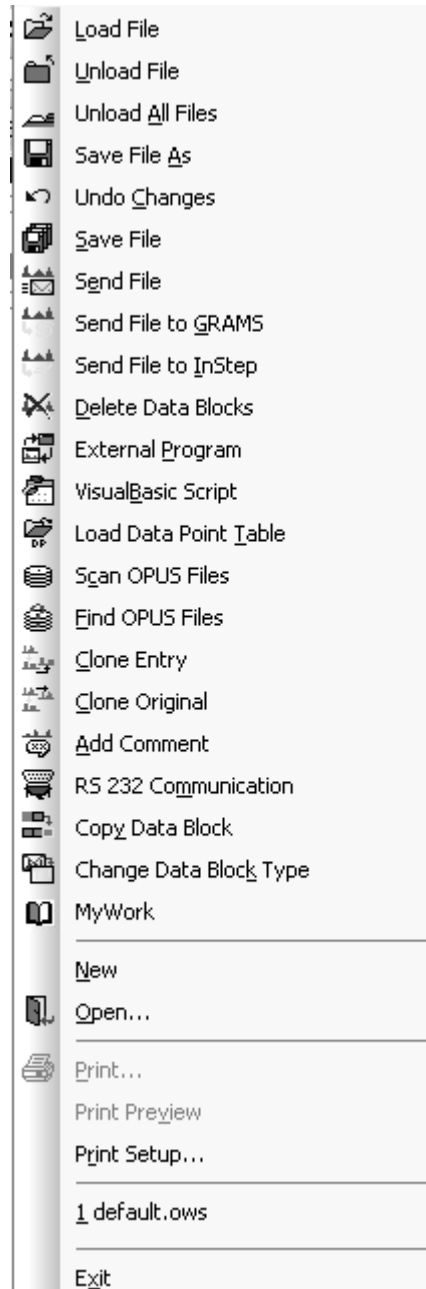 Load File
Unload File
Unload All Files
Save File As
Undo Changes
Save File
Send File
Send File to GRAMS
Send File to InStep
Delete Data Blocks
External Program
VisualBasic Script
DP
Load Data Point Table
Scan OPUS Files
Find OPUS Files
Clone Entry
Clone Original
Add Comment
RS 232 Communication
Copy Data Block
Change Data Block Type
MyWork
New
Open...
Print...
Print Preview
Print Setup...
1 default.ows
Exit